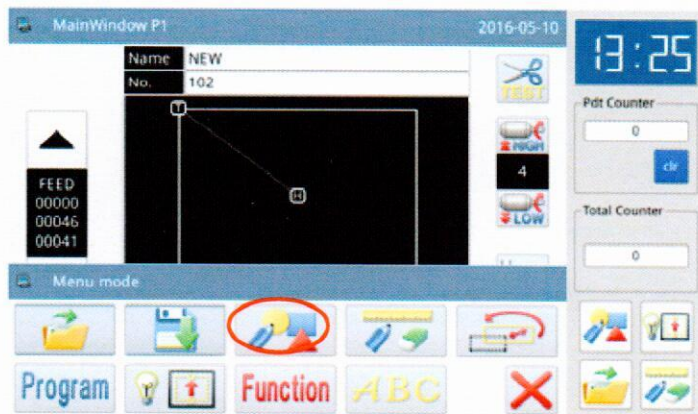 MainWindow P1
2016-05-10
Name NEW
No. 102
TEST
HIGH
4
LOW
FEED
00000
00046
00041
T
H
13:25
Pdt Counter
0
clr
Total Counter
0
Menu mode
Program
Function
ABC